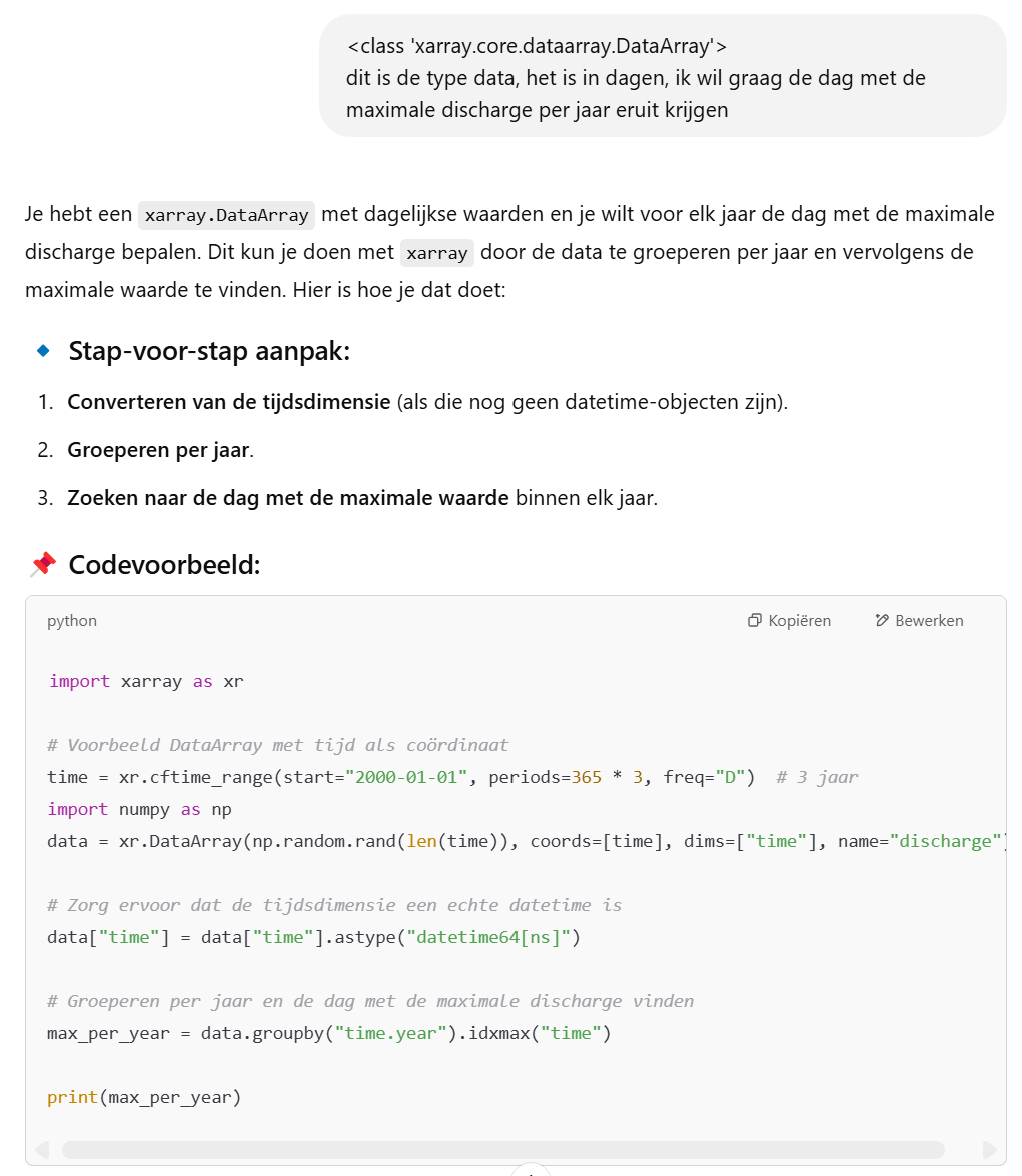 <class 'xarray.core.dataarray.DataArray'>
dit is de type data, het is in dagen, ik wil graag de dag met de
maximale discharge per jaar eruit krijgen
Je hebt een xarray.DataArray met dagelijkse waarden en je wilt voor elk jaar de dag met de maximale
discharge bepalen. Dit kun je doen met xarray door de data te groeperen per jaar en vervolgens de
maximale waarde te vinden. Hier is hoe je dat doet:
🔹 Stap-voor-stap aanpak:
1. Converteren van de tijdsdimensie (als die nog geen datetime-objecten zijn).
2. Groeperen per jaar.
3. Zoeken naar de dag met de maximale waarde binnen elk jaar.
📌 Codevoorbeeld:
python Kopiëren Bewerken
import xarray as xr
# Voorbeeld DataArray met tijd als coördinaat
time = xr.cftime_range(start="2000-01-01", periods=365 * 3, freq="D")  # 3 jaar
import numpy as np
data = xr.DataArray(np.random.rand(len(time)), coords=[time], dims=["time"], name="discharge")
# Zorg ervoor dat de tijdsdimensie een echte datetime is
data["time"] = data["time"].astype("datetime64[ns]")
# Groeperen per jaar en de dag met de maximale discharge vinden
max_per_year = data.groupby("time.year").idxmax("time")
print(max_per_year)